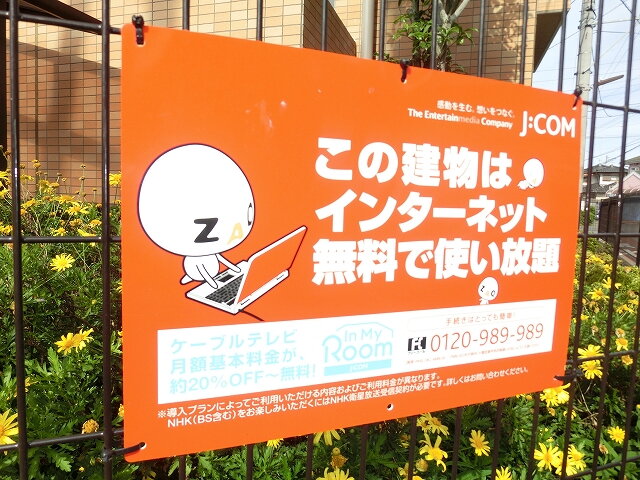 感動を生む。想いをつなぐ。
The Entertainmedia Company
J:COM
この建物は
インターネット
無料で使い放題
ZAQ
ケーブルテレビ
月額基本料金が、
約20%OFF～無料!
In My
Room
J:COM
手続きはとっても簡単!
0120-989-989
※導入プランによってご利用いただける内容およびご利用料金が異なります。
NHK(BS含む)をお楽しみいただくにはNHK衛星放送受信契約が必要です。詳しくはお問い合わせください。